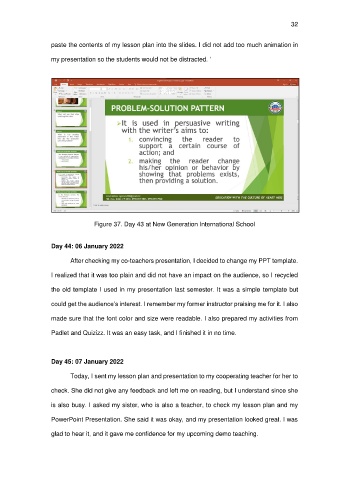 32
paste the contents of my lesson plan into the slides. I did not add too much animation in
my presentation so the students would not be distracted. '
PROBLEM-SOLUTION PATTERN
➢It is used in persuasive writing
with the writer's aims to:
1. convincing the reader to
support a certain course of
action; and
2. making the reader change
his/her opinion or behavior by
showing that problems exists,
then providing a solution.
Figure 37. Day 43 at New Generation International School
Day 44: 06 January 2022
After checking my co-teachers presentation, I decided to change my PPT template.
I realized that it was too plain and did not have an impact on the audience, so I recycled
the old template I used in my presentation last semester. It was a simple template but
could get the audience's interest. I remember my former instructor praising me for it. I also
made sure that the font color and size were readable. I also prepared my activities from
Padlet and Quizizz. It was an easy task, and I finished it in no time.
Day 45: 07 January 2022
Today, I sent my lesson plan and presentation to my cooperating teacher for her to
check. She did not give any feedback and left me on reading, but I understand since she
is also busy. I asked my sister, who is also a teacher, to check my lesson plan and my
PowerPoint Presentation. She said it was okay, and my presentation looked great. I was
glad to hear it, and it gave me confidence for my upcoming demo teaching.